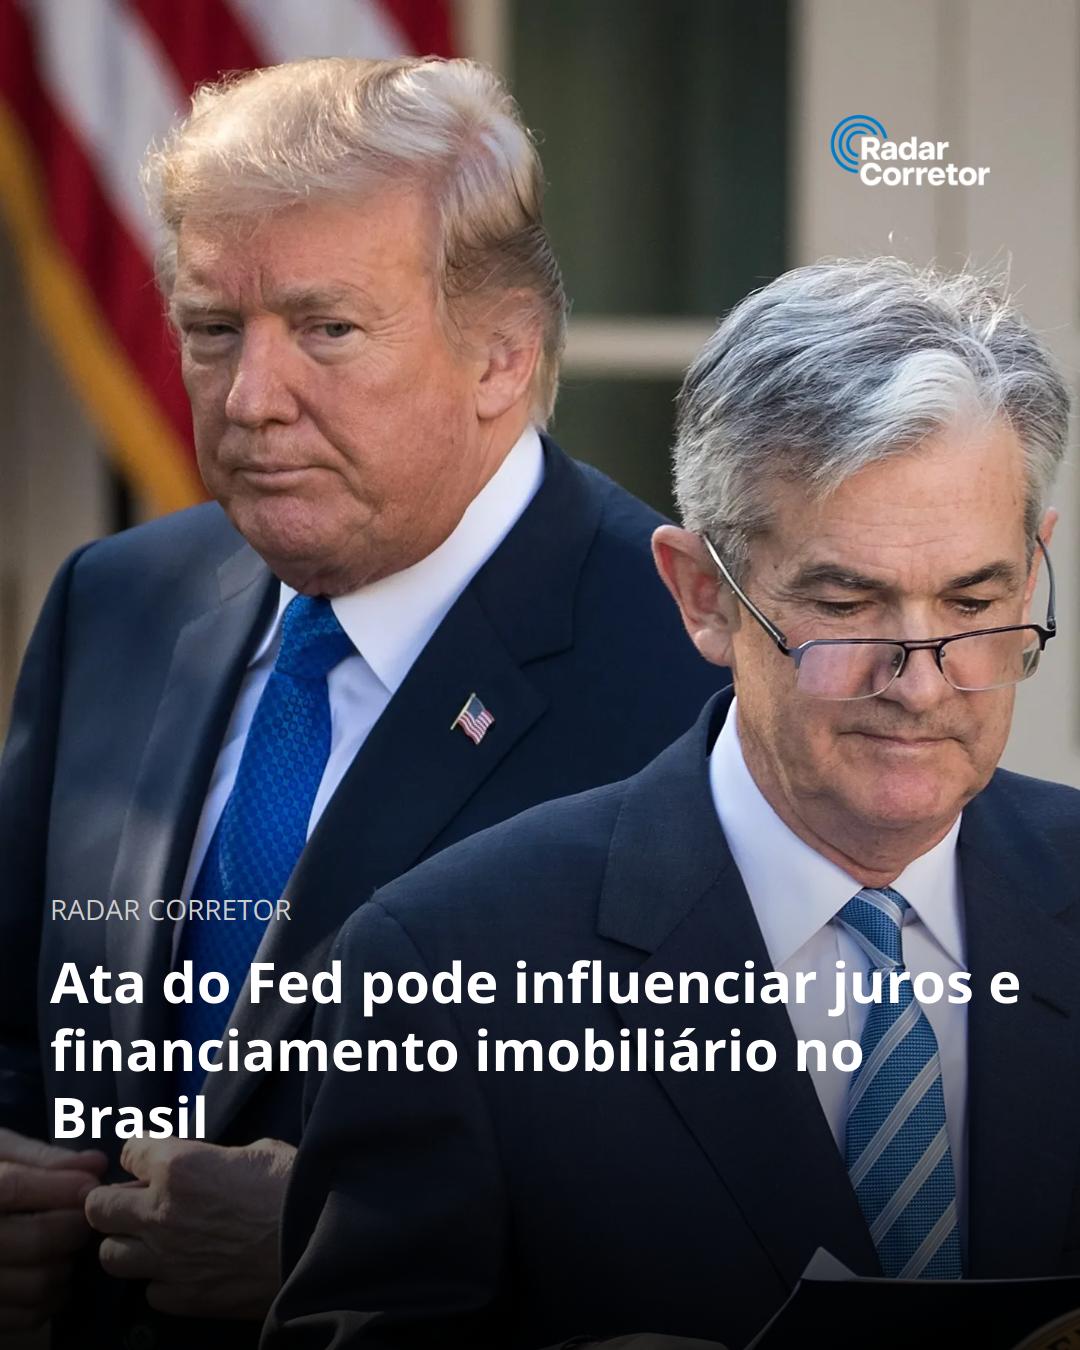 Radar
Corretor
RADAR CORRETOR
Ata do Fed pode influenciar juros e
financiamento imobiliário no
Brasil